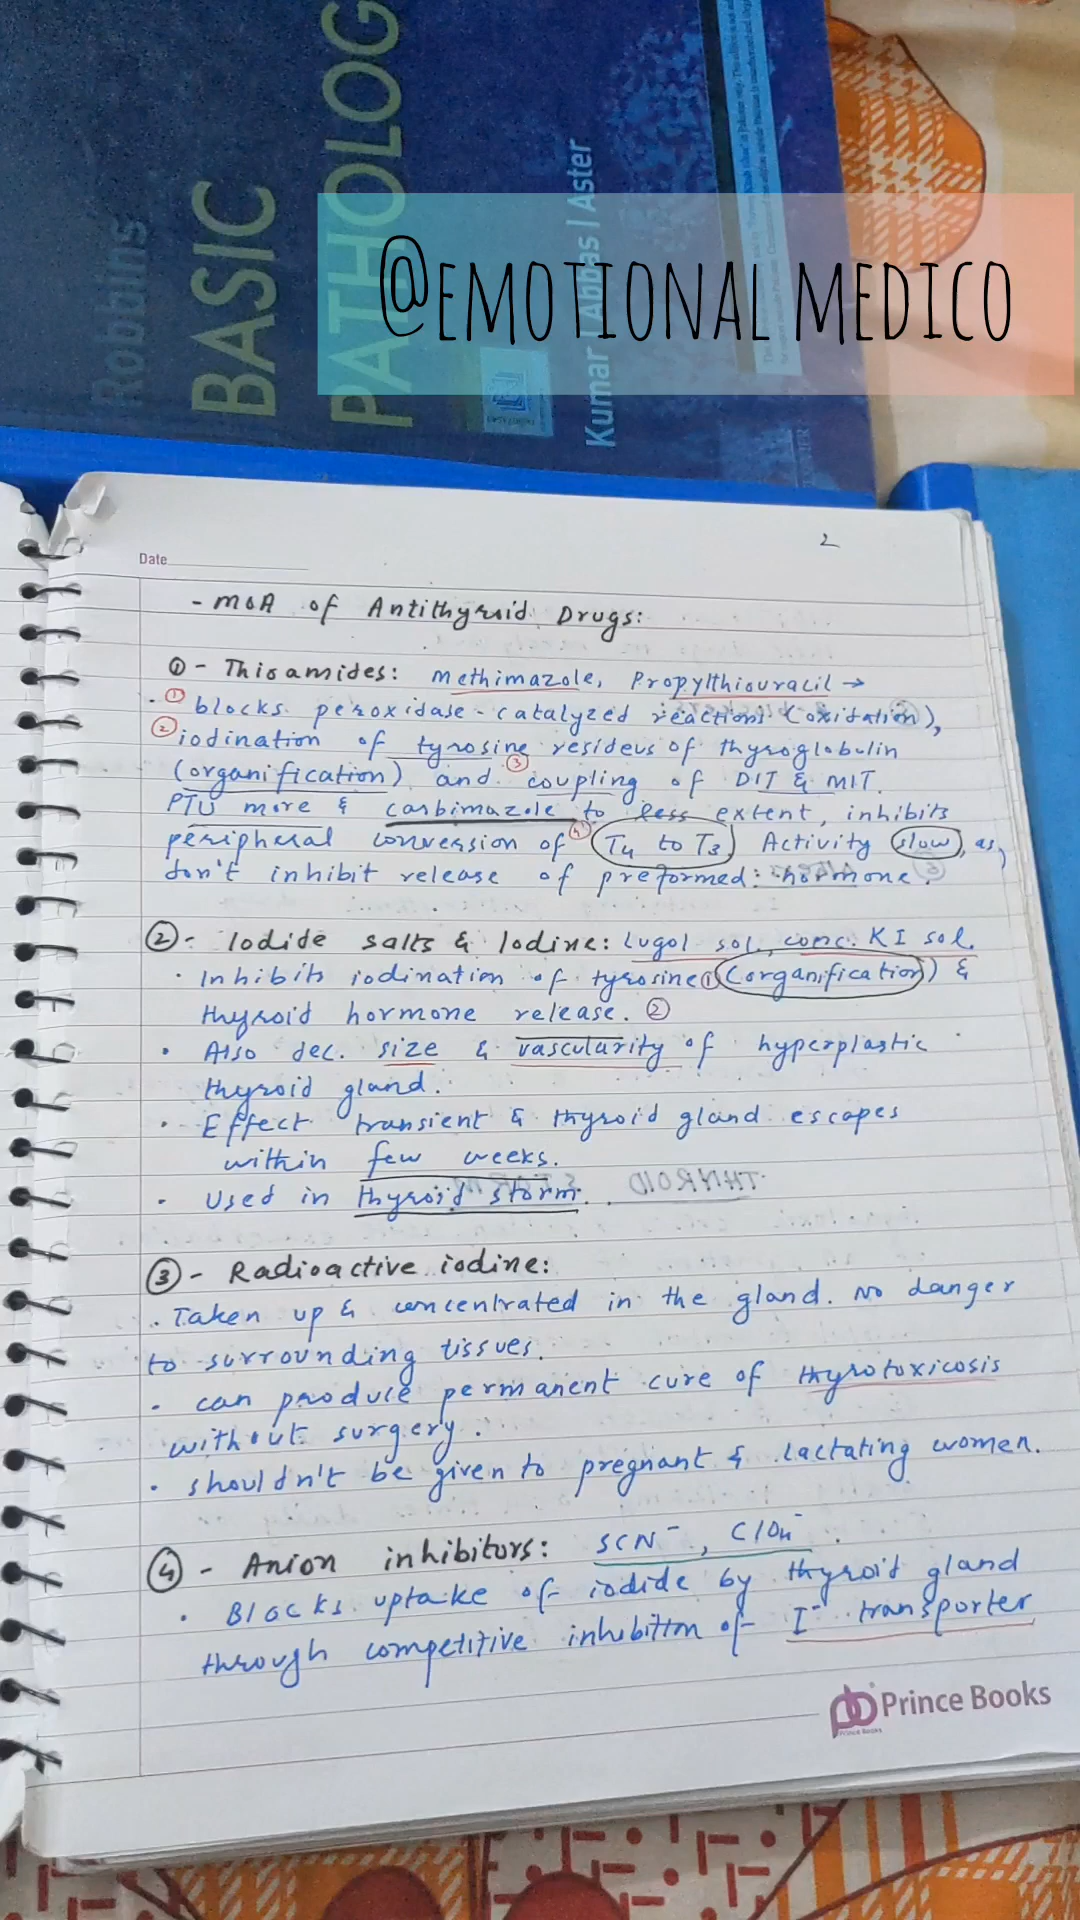 Robbins
BASIC
PATHOLOG
Kumar | Abbas | Aster
@EMOTIONAL MEDICO
2
Date
- MOA of Antithyroid Drugs:
① - Thioamides: Methimazole, Propylthiouracil →
· ① blocks peroxidase-catalyzed reactions (oxidation),
② iodination of tyrosine resideus of thyroglobulin
(organification) and ③ coupling of DIT & MIT.
PTU more & carbimazole to less extent, inhibits
peripheral conversion of ④ T4 to T3) Activity slow, as,
don't inhibit release of preformed hormone.
② - Iodide salts & Iodine: Lugol sol., conc. KI sol.
· Inhibits iodination of tyrosine ① (organification) &
thyroid hormone release. ②
· Also dec. size & vascularity of hyperplastic
thyroid gland.
· Effect transient & thyroid gland escapes
within few weeks.
· Used in thyroid storm.
③ - Radioactive iodine:
· Taken up & concentrated in the gland. No danger
to surrounding tissues.
· can produce permanent cure of thyrotoxicosis
without surgery.
· shouldn't be given to pregnant & lactating women.
④ - Anion inhibitors: SCN⁻, ClO4⁻
· Blocks uptake of iodide by thyroid gland
through competitive inhibition of I⁻ transporter
Prince Books